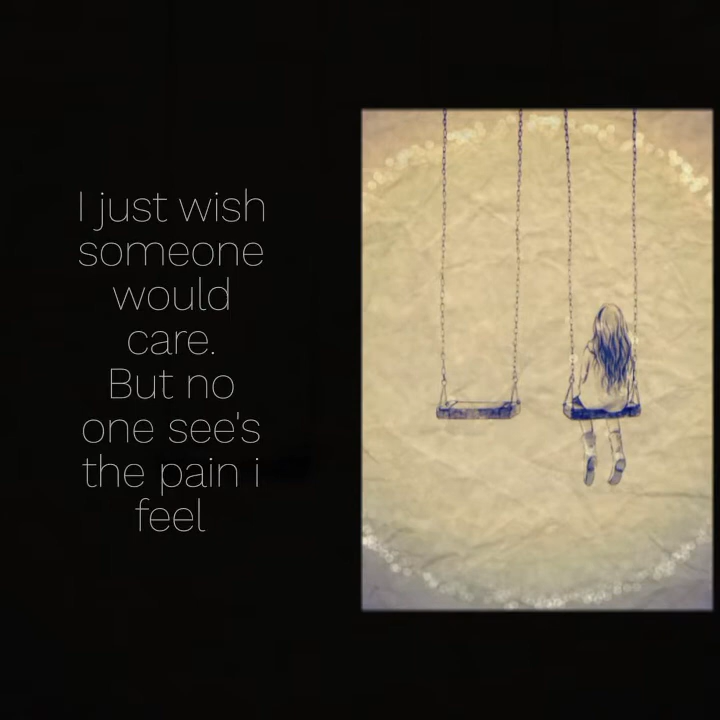 I just wish
someone
would
care.
But no
one see's
the pain i
feel